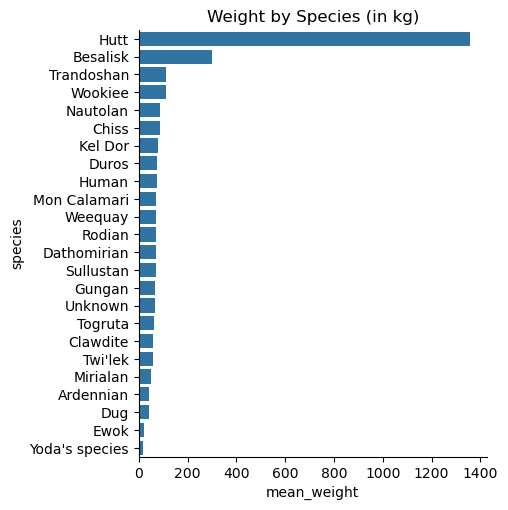 Weight by Species (in kg)
Hutt
Besalisk
Trandoshan
Wookiee
Nautolan
Chiss
Kel Dor
Duros
Human
Mon Calamari
Weequay
Rodian
Dathomirian
Sullustan
Gungan
Unknown
Togruta
Clawdite
Twi'lek
Mirialan
Ardennian
Dug
Ewok
Yoda's species
species
0 200 400 600 800 1000 1200 1400
mean_weight